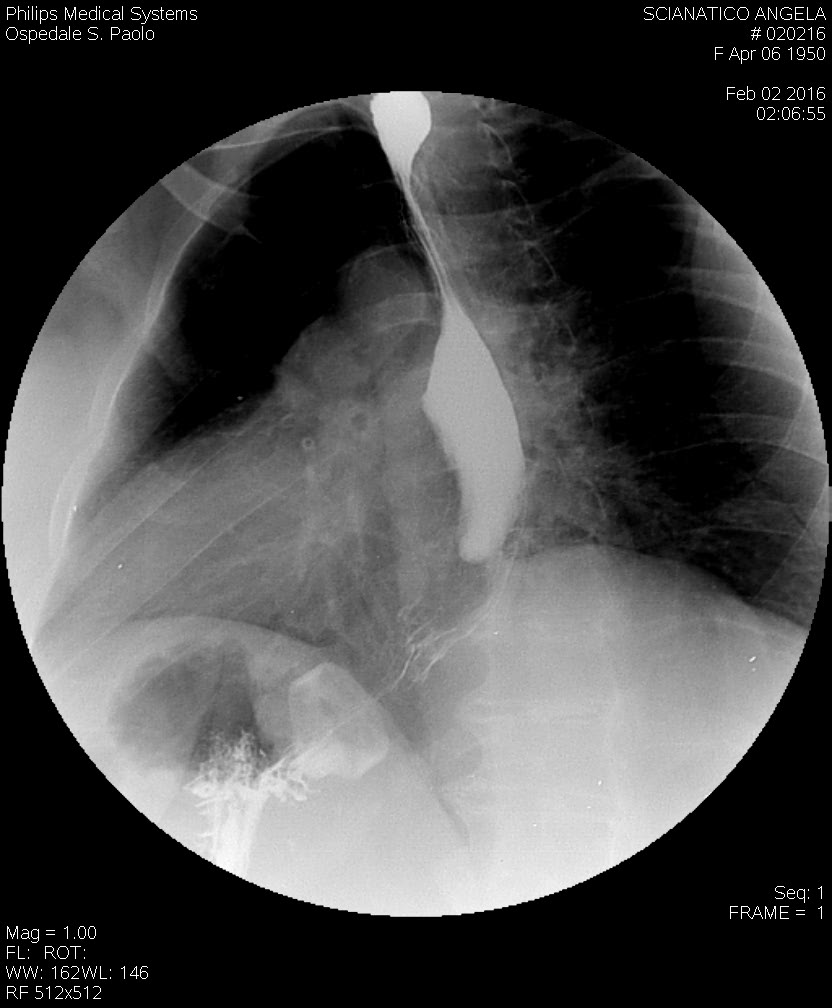 Philips Medical Systems
Ospedale S. Paolo
SCIANATICO ANGELA
# 020216
F Apr 06 1950
Feb 02 2016
02:06:55
Seq: 1
FRAME = 1
Mag = 1.00
FL: ROT:
WW: 162WL: 146
RF 512x512